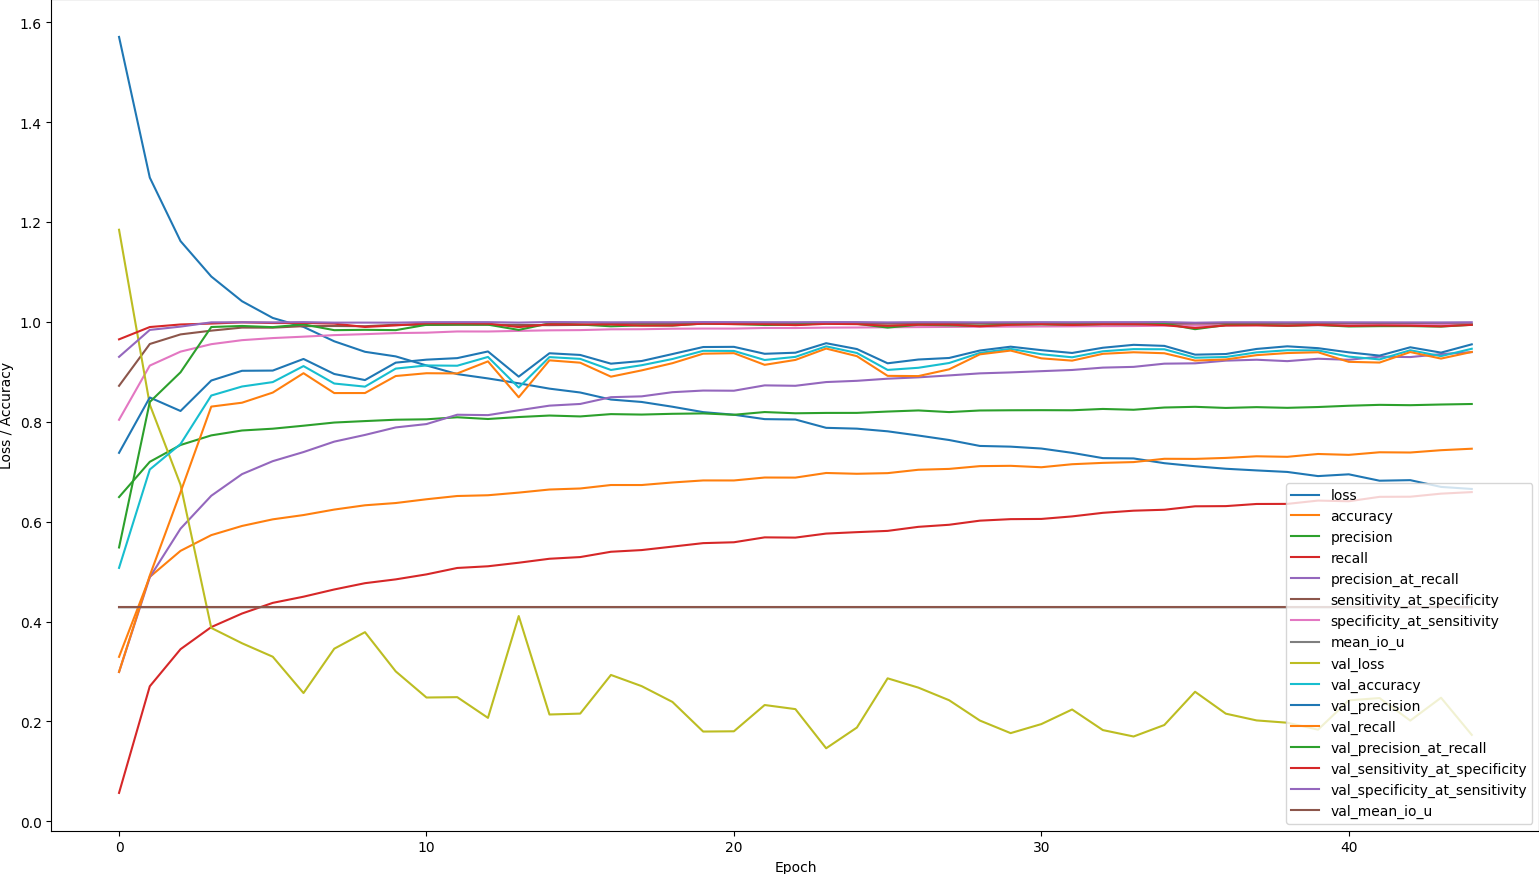 1.6
1.4
1.2
1.0
0.8
0.6
0.4
0.2
0.0
Loss / Accuracy
0
10
20
30
40
Epoch
loss
accuracy
precision
recall
precision_at_recall
sensitivity_at_specificity
specificity_at_sensitivity
mean_io_u
val_loss
val_accuracy
val_precision
val_recall
val_precision_at_recall
val_sensitivity_at_specificity
val_specificity_at_sensitivity
val_mean_io_u